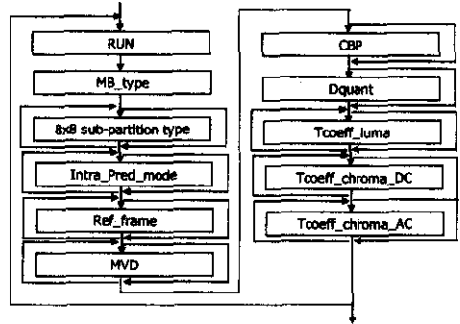 RUN
MB_type
8x8 sub-partition type
Intra_Pred_mode
Ref_frame
MVD
CBP
Dquant
Tcoeff_luma
Tcoeff_chroma_DC
Tcoeff_chroma_AC